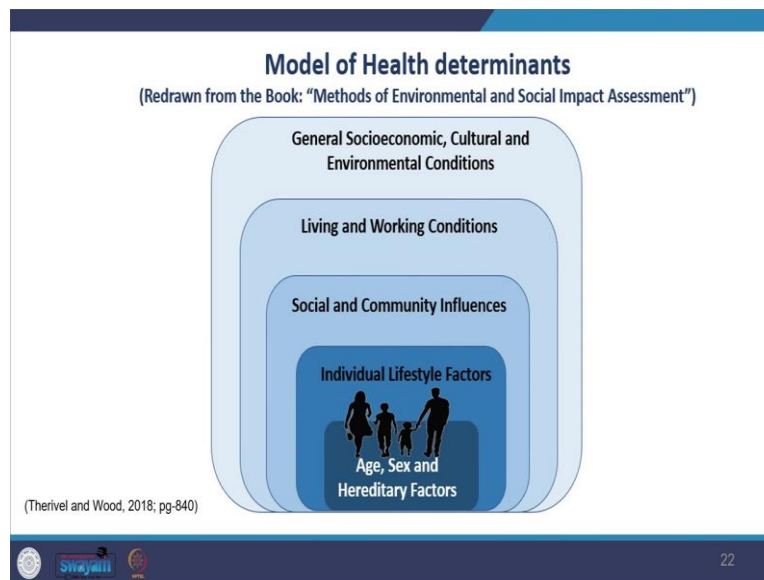 Model of Health determinants
(Redrawn from the Book: “Methods of Environmental and Social Impact Assessment”)
General Socioeconomic, Cultural and
Environmental Conditions
Living and Working Conditions
Social and Community Influences
Individual Lifestyle Factors
Age, Sex and
Hereditary Factors
(Therivel and Wood, 2018; pg-840)
swayam
22